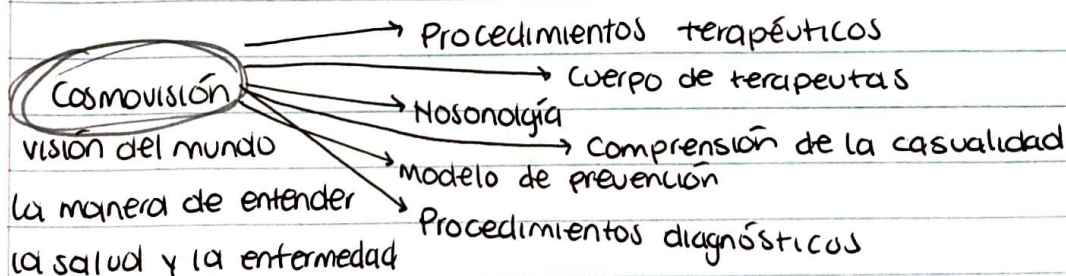 Procedimientos terapéuticos
Cuerpo de terapeutas
Cosmovisión
Nosonolgía
visión del mundo
Comprensión de la casualidad
Modelo de prevención
la manera de entender
Procedimientos diagnósticos
la salud y la enfermedad